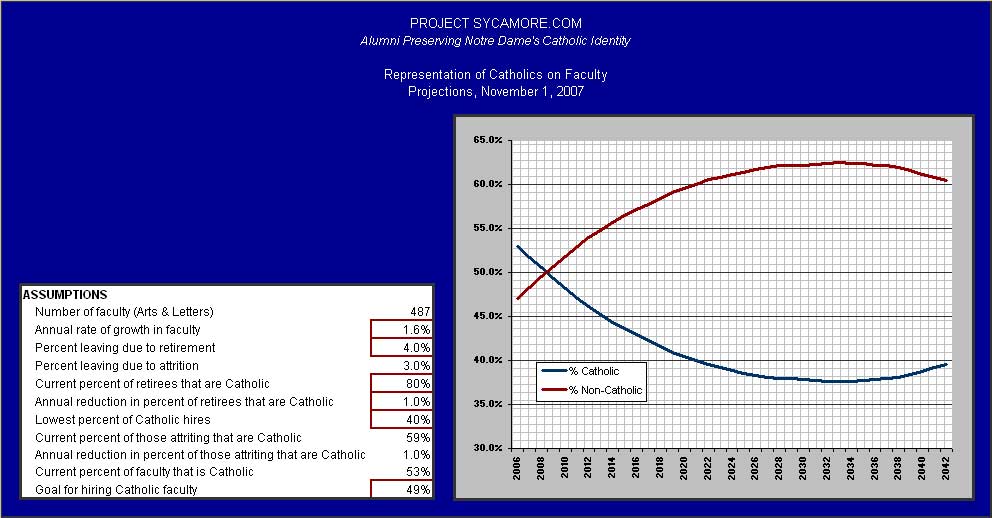 PROJECT SYCAMORE.COM
Alumni Preserving Notre Dame's Catholic Identity
Representation of Catholics on Faculty
Projections, November 1, 2007
ASSUMPTIONS
Number of faculty (Arts & Letters) 487
Annual rate of growth in faculty 1.6%
Percent leaving due to retirement 4.0%
Percent leaving due to attrition 3.0%
Current percent of retirees that are Catholic 80%
Annual reduction in percent of retirees that are Catholic 1.0%
Lowest percent of Catholic hires 40%
Current percent of those attriting that are Catholic 59%
Annual reduction in percent of those attriting that are Catholic 1.0%
Current percent of faculty that is Catholic 53%
Goal for hiring Catholic faculty 49%
65.0%
60.0%
55.0%
50.0%
45.0%
40.0%
35.0%
30.0%
% Catholic
% Non-Catholic
2006 2008 2010 2012 2014 2016 2018 2020 2022 2024 2026 2028 2030 2032 2034 2036 2038 2040 2042